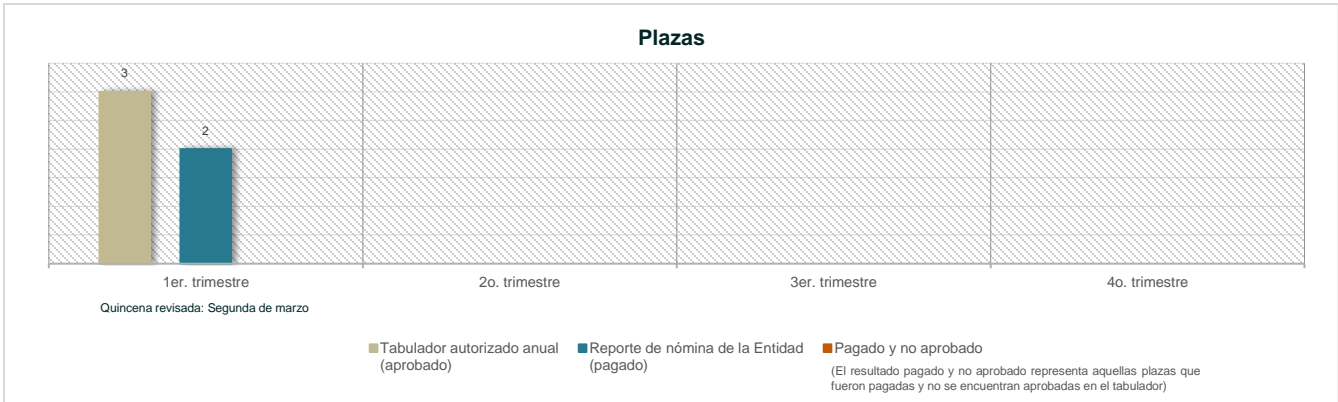 Plazas
3
2
1er. trimestre
2o. trimestre
3er. trimestre
4o. trimestre
Quincena revisada: Segunda de marzo
Tabulador autorizado anual
(aprobado)
Reporte de nómina de la Entidad
(pagado)
Pagado y no aprobado
(El resultado pagado y no aprobado representa aquellas plazas que
fueron pagadas y no se encuentran aprobadas en el tabulador)